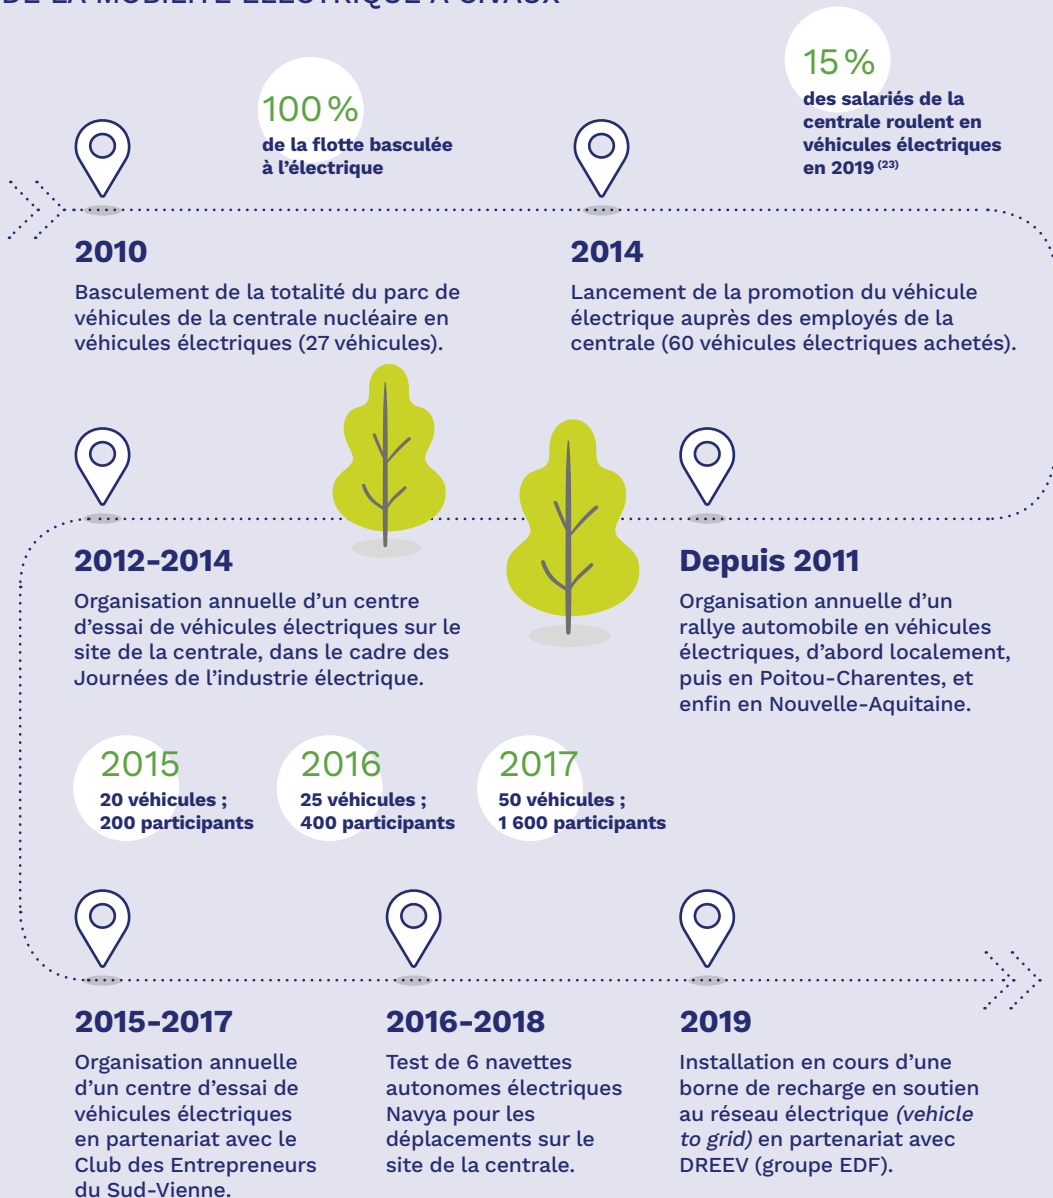 DE LA MOBILITÉ ÉLECTRIQUE À CIVAUX
100 %
de la flotte basculée
à l'électrique
15 %
des salariés de la
centrale roulent en
véhicules électriques
en 2019 (23)
2010
Basculement de la totalité du parc de
véhicules de la centrale nucléaire en
véhicules électriques (27 véhicules).
2014
Lancement de la promotion du véhicule
électrique auprès des employés de la
centrale (60 véhicules électriques achetés).
2012-2014
Organisation annuelle d'un centre
d'essai de véhicules électriques sur le
site de la centrale, dans le cadre des
Journées de l'industrie électrique.
Depuis 2011
Organisation annuelle d'un
rallye automobile en véhicules
électriques, d'abord localement,
puis en Poitou-Charentes, et
enfin en Nouvelle-Aquitaine.
2015
20 véhicules ;
200 participants
2016
25 véhicules ;
400 participants
2017
50 véhicules ;
1 600 participants
2015-2017
Organisation annuelle
d'un centre d'essai de
véhicules électriques
en partenariat avec le
Club des Entrepreneurs
du Sud-Vienne.
2016-2018
Test de 6 navettes
autonomes électriques
Navya pour les
déplacements sur le
site de la centrale.
2019
Installation en cours d'une
borne de recharge en soutien
au réseau électrique (vehicle
to grid) en partenariat avec
DREEV (groupe EDF).